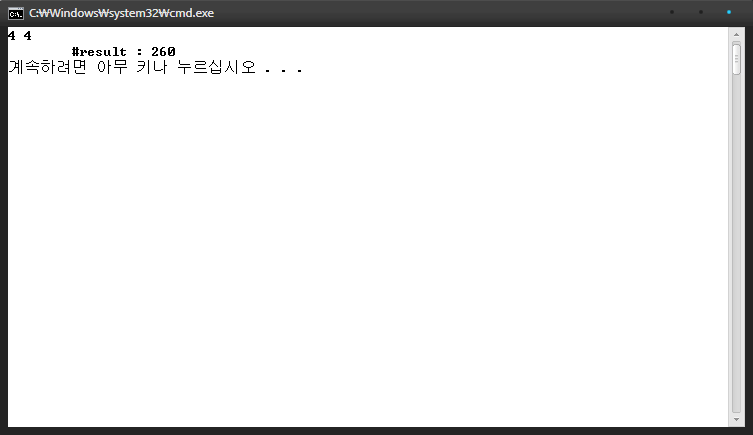 C:\Windows\system32\cmd.exe
4 4
#result : 260
계속하려면 아무 키나 누르십시오 . . .